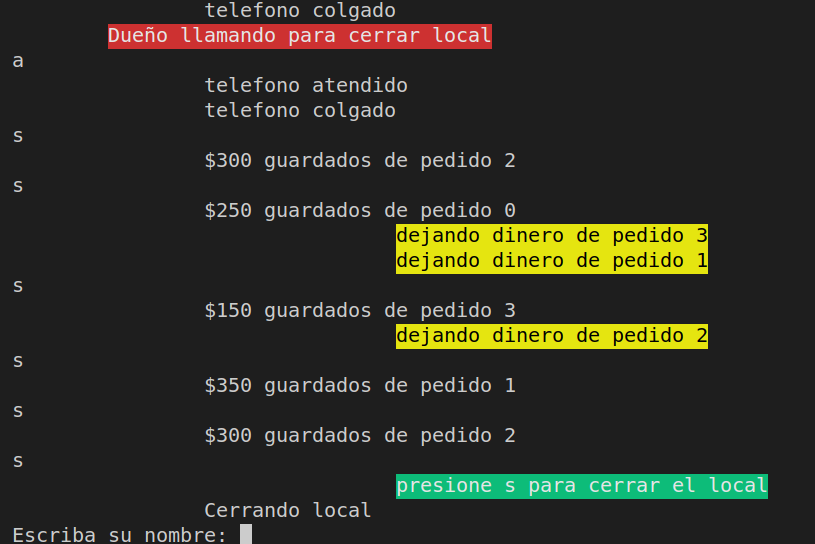 telefono colgado
Dueño llamando para cerrar local
a
telefono atendido
telefono colgado
s
$300 guardados de pedido 2
s
$250 guardados de pedido 0
dejando dinero de pedido 3
dejando dinero de pedido 1
s
$150 guardados de pedido 3
dejando dinero de pedido 2
s
$350 guardados de pedido 1
s
$300 guardados de pedido 2
s
presione s para cerrar el local
Cerrando local
Escriba su nombre: